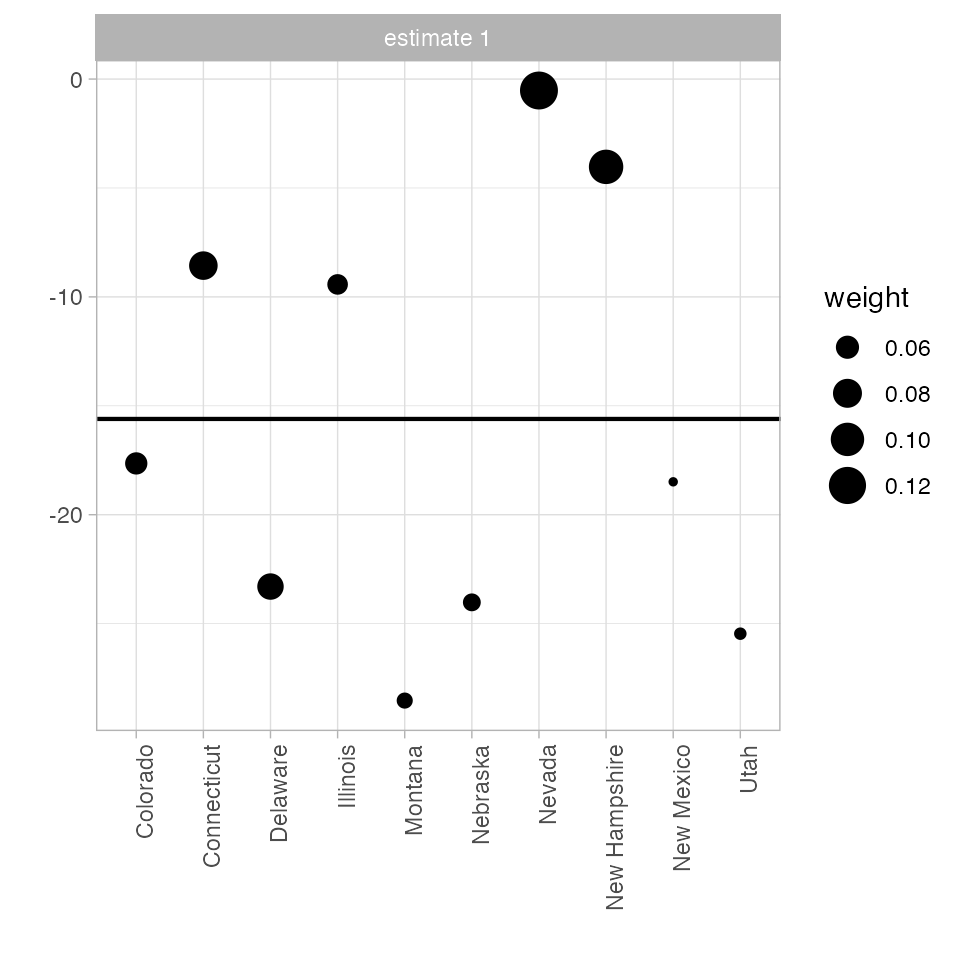 estimate 1
0
-10
-20
Colorado
Connecticut
Delaware
Illinois
Montana
Nebraska
Nevada
New Hampshire
New Mexico
Utah
weight
0.06
0.08
0.10
0.12